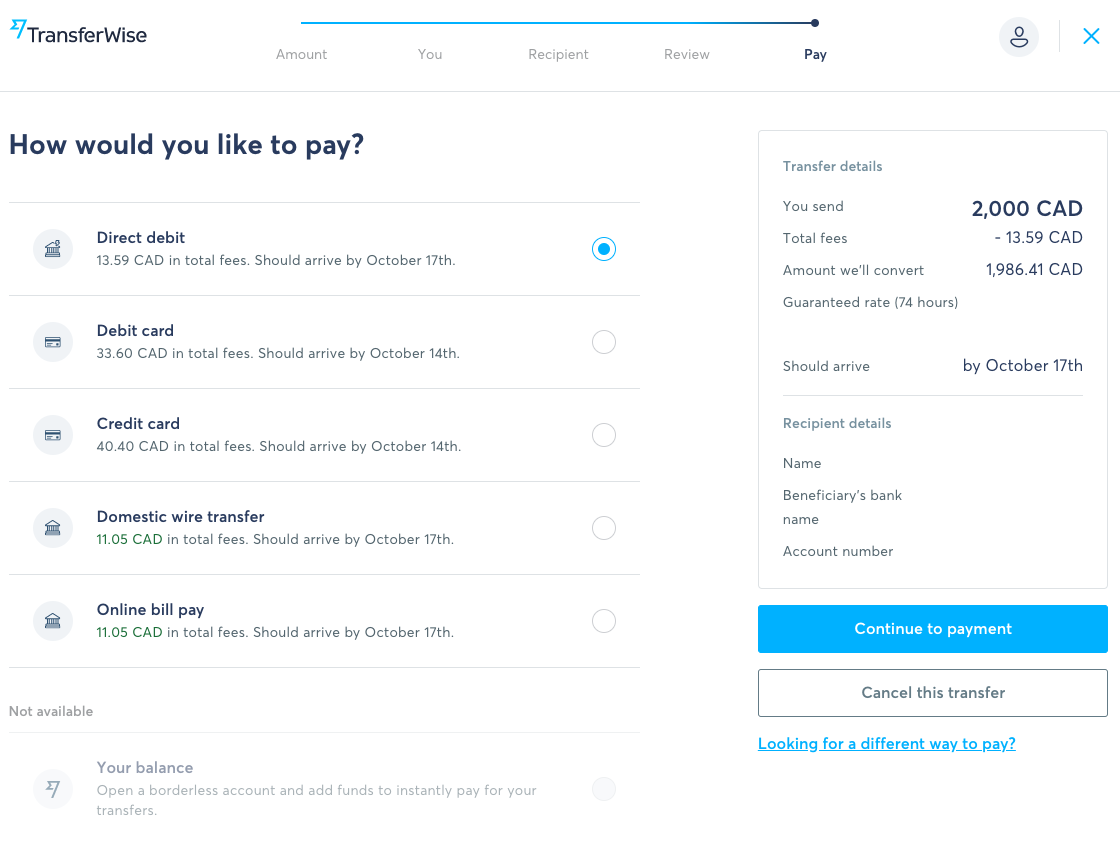 TransferWise
Amount
You
Recipient
Review
Pay
How would you like to pay?
Direct debit
13.59 CAD in total fees. Should arrive by October 17th.
Debit card
33.60 CAD in total fees. Should arrive by October 14th.
Credit card
40.40 CAD in total fees. Should arrive by October 14th.
Domestic wire transfer
11.05 CAD in total fees. Should arrive by October 17th.
Online bill pay
11.05 CAD in total fees. Should arrive by October 17th.
Not available
Your balance
Open a borderless account and add funds to instantly pay for your
transfers.
Transfer details
You send 2,000 CAD
Total fees - 13.59 CAD
Amount we'll convert 1,986.41 CAD
Guaranteed rate (74 hours)
Should arrive by October 17th
Recipient details
Name
Beneficiary's bank
name
Account number
Continue to payment
Cancel this transfer
Looking for a different way to pay?